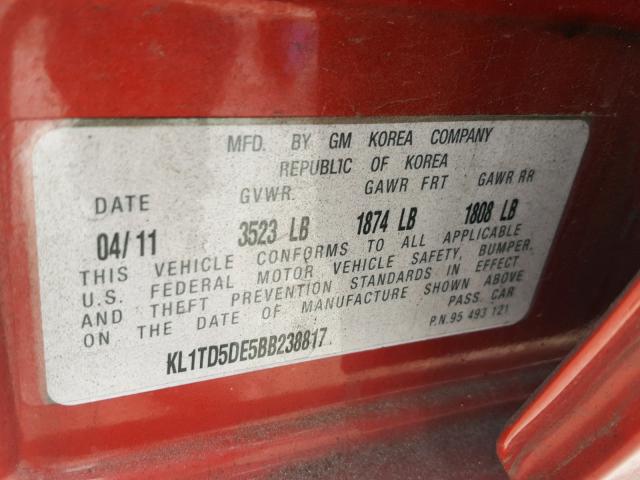 MFD. BY GM KOREA COMPANY
REPUBLIC OF KOREA
DATE GVWR. GAWR FRT GAWR RR
04/11 3523 LB 1874 LB 1808 LB
THIS VEHICLE CONFORMS TO ALL APPLICABLE
U.S. FEDERAL MOTOR VEHICLE SAFETY, BUMPER,
AND THEFT PREVENTION STANDARDS IN EFFECT
ON THE DATE OF MANUFACTURE SHOWN ABOVE
PASS. CAR
KL1TD5DE5BB238817
P.N.95 493 121